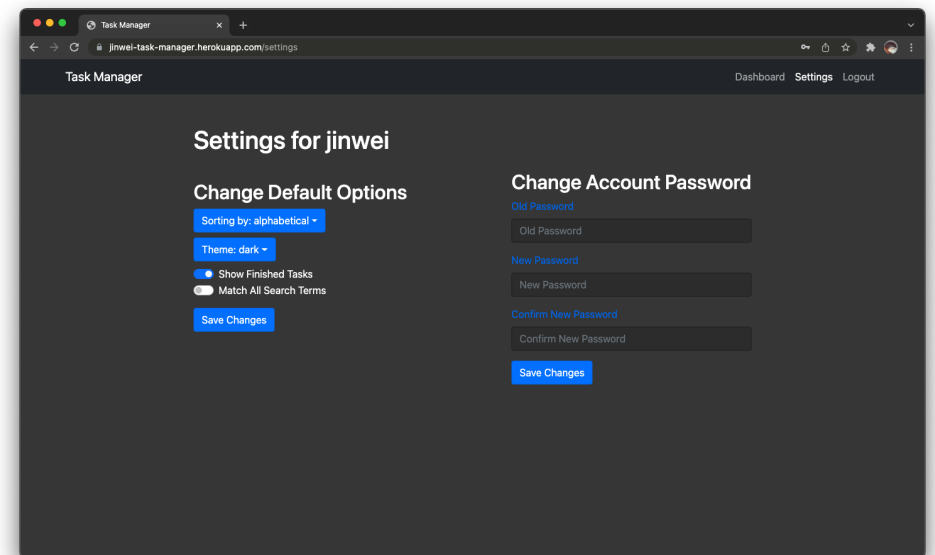 Task Manager
jinwei-task-manager.herokuapp.com/settings
Task Manager
Dashboard Settings Logout
Settings for jinwei
Change Default Options
Sorting by: alphabetical
Theme: dark
Show Finished Tasks
Match All Search Terms
Save Changes
Change Account Password
Old Password
Old Password
New Password
New Password
Confirm New Password
Confirm New Password
Save Changes